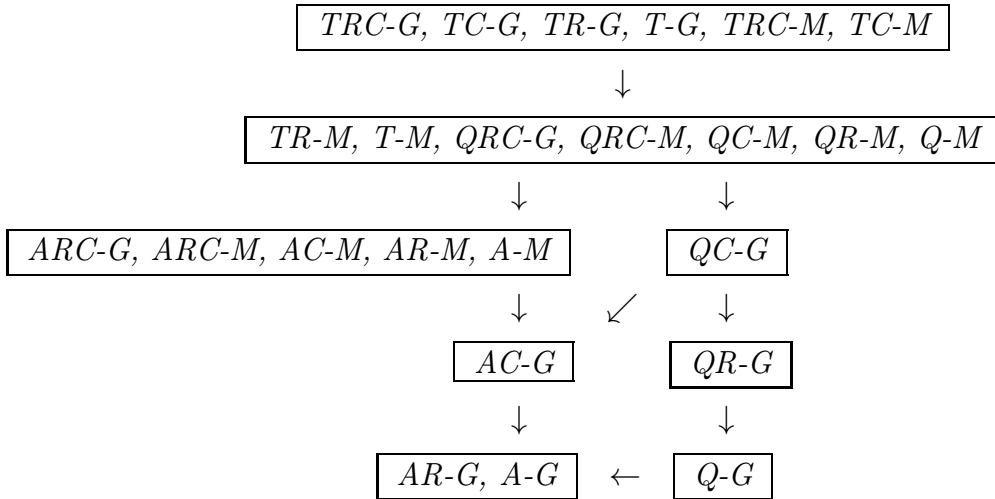 TRC-G, TC-G, TR-G, T-G, TRC-M, TC-M
↓
TR-M, T-M, QRC-G, QRC-M, QC-M, QR-M, Q-M
↓ ↓
ARC-G, ARC-M, AC-M, AR-M, A-M QC-G
↓ ↙ ↓
AC-G QR-G
↓ ↓
AR-G, A-G ← Q-G